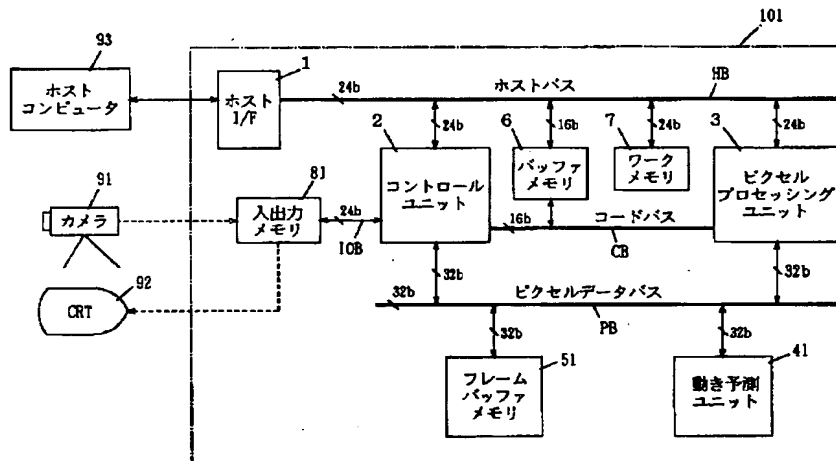 93
101
ホスト
コンピュータ
1
ホスト
I/F
24b
ホストバス
HB
24b
16b
24b
24b
2
コントロール
ユニット
6
バッファ
メモリ
7
ワーク
メモリ
3
ピクセル
プロセッシング
ユニット
91
カメラ
81
入出力
メモリ
24b
IOB
16b
コードバス
CB
92
CRT
32b
32b
32b
ピクセルデータバス
PB
32b
32b
51
フレーム
バッファ
メモリ
41
動き予測
ユニット